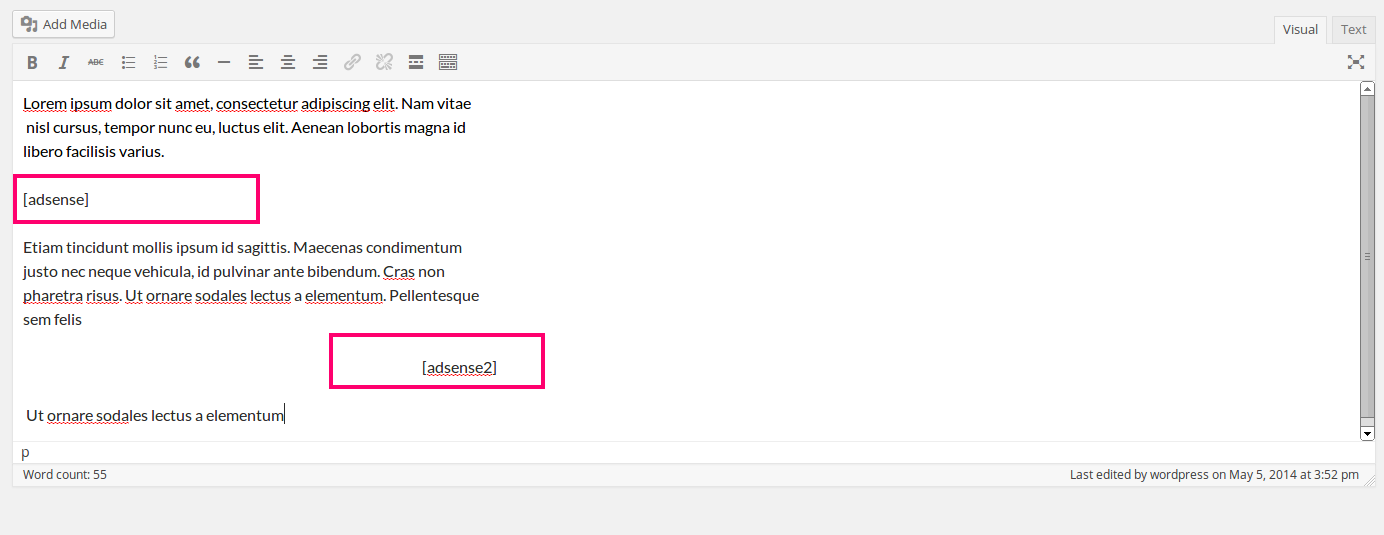 Add Media
Visual Text
B I ABC
Lorem ipsum dolor sit amet, consectetur adipiscing elit. Nam vitae
nisl cursus, tempor nunc eu, luctus elit. Aenean lobortis magna id
libero facilisis varius.
[adsense]
Etiam tincidunt mollis ipsum id sagittis. Maecenas condimentum
justo nec neque vehicula, id pulvinar ante bibendum. Cras non
pharetra risus. Ut ornare sodales lectus a elementum. Pellentesque
sem felis
[adsense2]
Ut ornare sodales lectus a elementum
p
Word count: 55 Last edited by wordpress on May 5, 2014 at 3:52 pm